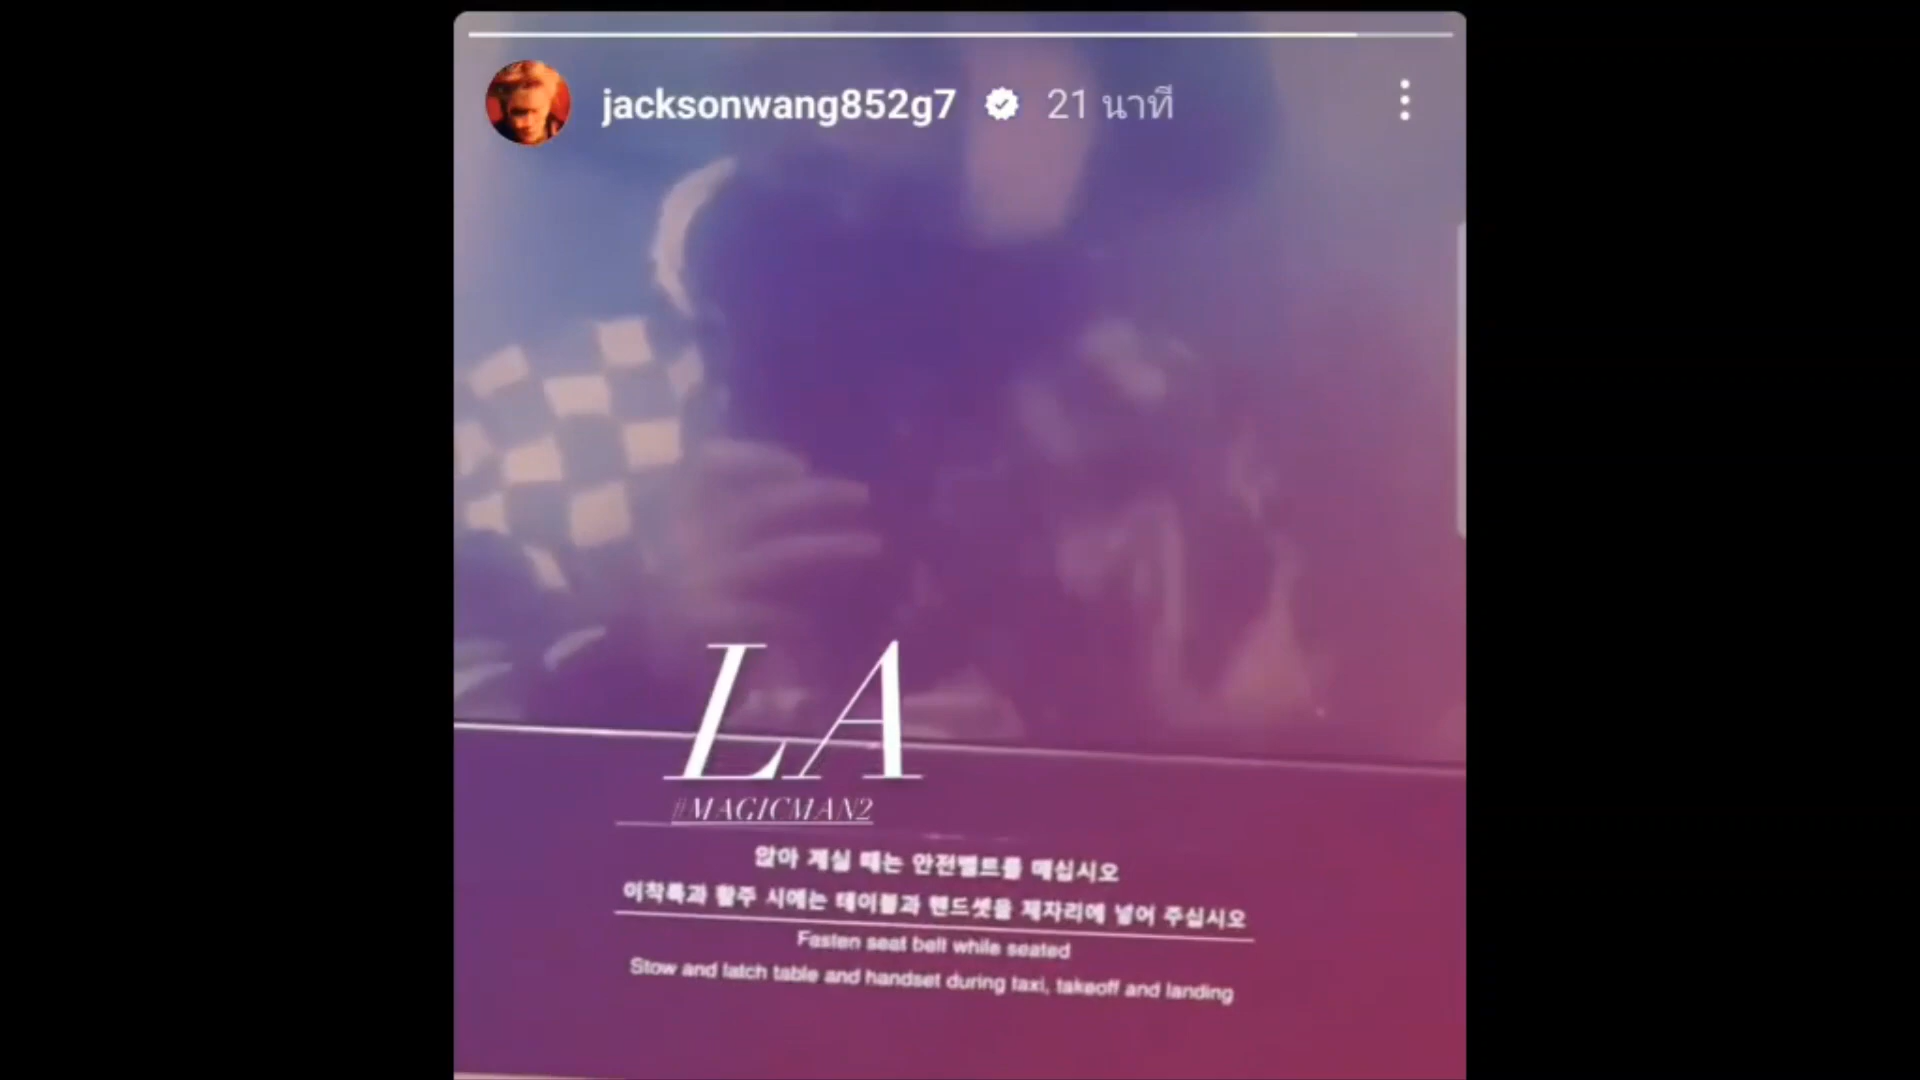 jacksonwang852g7 21 นาที
LA
#MAGICMAN2
앉아 계실 때는 안전벨트를 매십시오
이착륙과 활주 시에는 테이블과 핸드셋을 제자리에 넣어 주십시오
Fasten seat belt while seated
Stow and latch table and handset during taxi, takeoff and landing